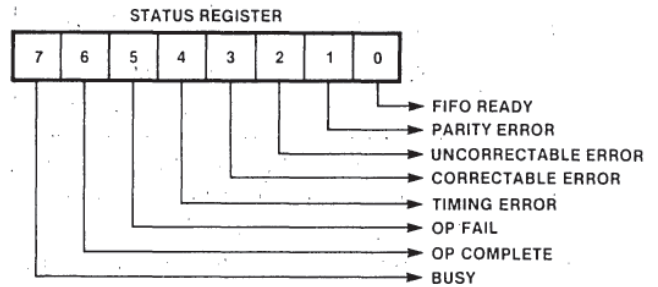 STATUS REGISTER
7 6 5 4 3 2 1 0
FIFO READY
PARITY ERROR
UNCORRECTABLE ERROR
CORRECTABLE ERROR
TIMING ERROR
OP FAIL
OP COMPLETE
BUSY